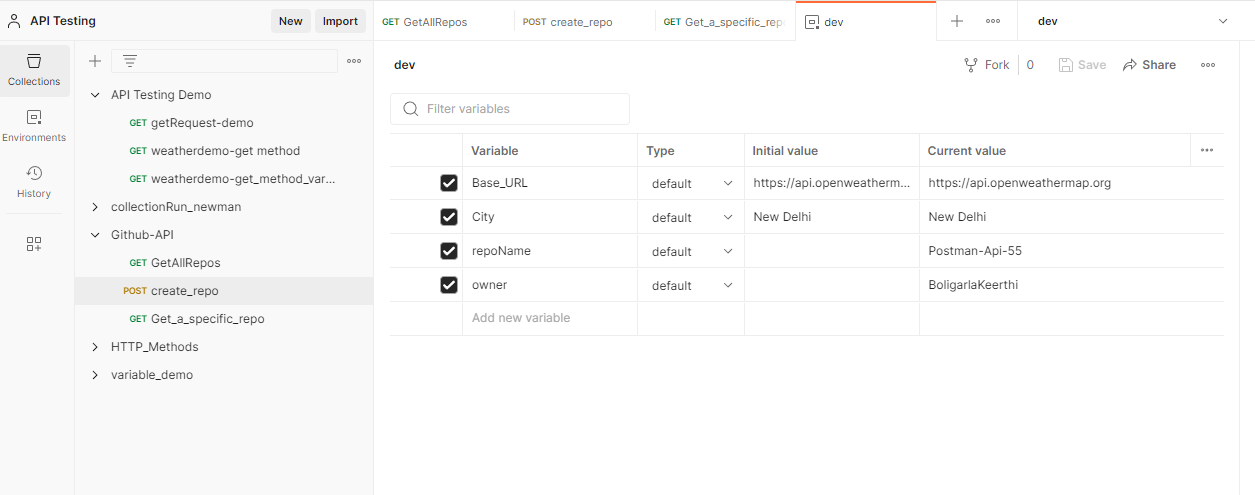 API Testing
New
Import
GET GetAllRepos
POST create_repo
GET Get_a_specific_repo
dev
dev
Collections
Environments
History
API Testing Demo
GET getRequest-demo
GET weatherdemo-get method
GET weatherdemo-get_method_var...
collectionRun_newman
Github-API
GET GetAllRepos
POST create_repo
GET Get_a_specific_repo
HTTP_Methods
variable_demo
dev
Fork 0
Save
Share
Filter variables
Variable Type Initial value Current value
Base_URL default https://api.openweatherm... https://api.openweathermap.org
City default New Delhi New Delhi
repoName default Postman-Api-55
owner default BoligarlaKeerthi
Add new variable